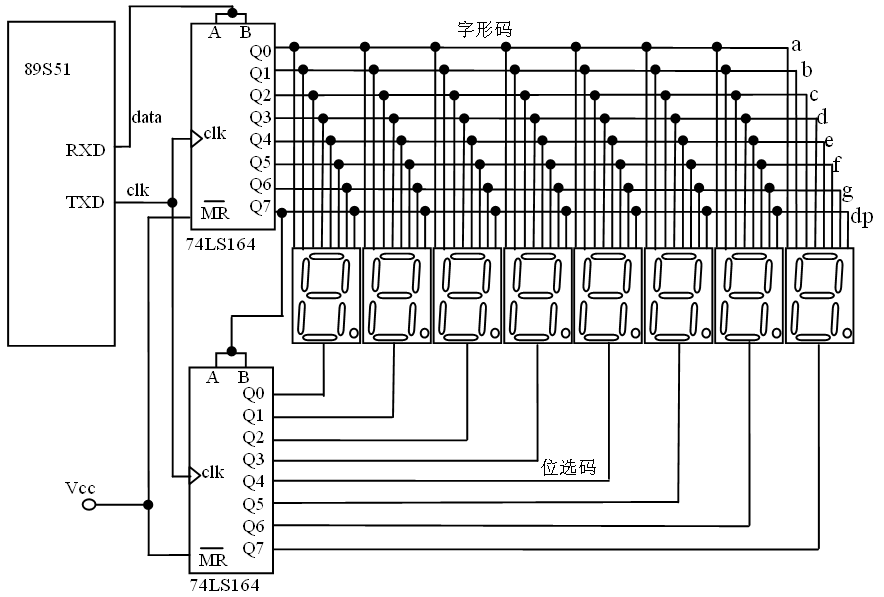 字形码
A B
Q0 a
89S51
Q1 b
Q2 c
data
Q3 d
clk
Q4 e
RXD
Q5 f
clk
Q6 g
TXD
MR
Q7 dp
74LS164
A B
Q0
Q1
Q2
Q3
位选码
clk
Q4
Vcc
Q5
Q6
Q7
MR
74LS164